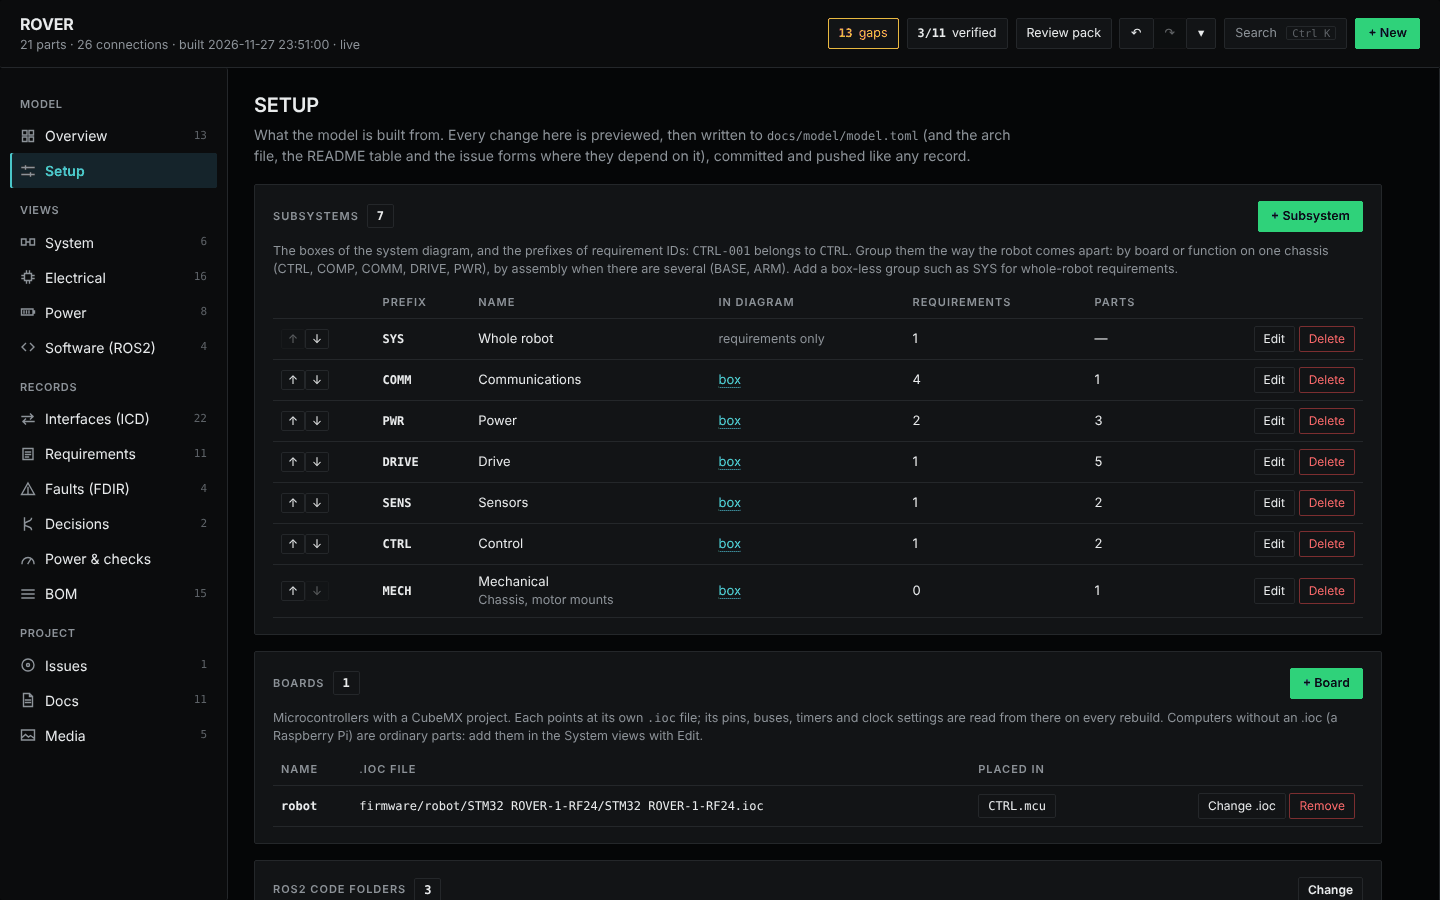 ROVER
21 parts · 26 connections · built 2026-11-27 23:51:00 · live
13 gaps
3/11 verified
Review pack
Search Ctrl K
+ New
MODEL
Overview 13
Setup
VIEWS
System 6
Electrical 16
Power 8
Software (ROS2) 4
RECORDS
Interfaces (ICD) 22
Requirements 11
Faults (FDIR) 4
Decisions 2
Power & checks
BOM 15
PROJECT
Issues 1
Docs 11
Media 5
SETUP
What the model is built from. Every change here is previewed, then written to docs/model/model.toml (and the arch
file, the README table and the issue forms where they depend on it), committed and pushed like any record.
SUBSYSTEMS 7
+ Subsystem
The boxes of the system diagram, and the prefixes of requirement IDs: CTRL-001 belongs to CTRL. Group them the way the robot comes apart: by board or function on one chassis
(CTRL, COMP, COMM, DRIVE, PWR), by assembly when there are several (BASE, ARM). Add a box-less group such as SYS for whole-robot requirements.
PREFIX NAME IN DIAGRAM REQUIREMENTS PARTS
↑ ↓ SYS Whole robot requirements only 1 — Edit Delete
↑ ↓ COMM Communications box 4 1 Edit Delete
↑ ↓ PWR Power box 2 3 Edit Delete
↑ ↓ DRIVE Drive box 1 5 Edit Delete
↑ ↓ SENS Sensors box 1 2 Edit Delete
↑ ↓ CTRL Control box 1 2 Edit Delete
↑ ↓ MECH Mechanical box 0 1 Edit Delete
Chassis, motor mounts
BOARDS 1
+ Board
Microcontrollers with a CubeMX project. Each points at its own .ioc file; its pins, buses, timers and clock settings are read from there on every rebuild. Computers without an .ioc (a
Raspberry Pi) are ordinary parts: add them in the System views with Edit.
NAME .IOC FILE PLACED IN
robot firmware/robot/STM32 ROVER-1-RF24/STM32 ROVER-1-RF24.ioc CTRL.mcu Change .ioc Remove
ROS2 CODE FOLDERS 3
Change